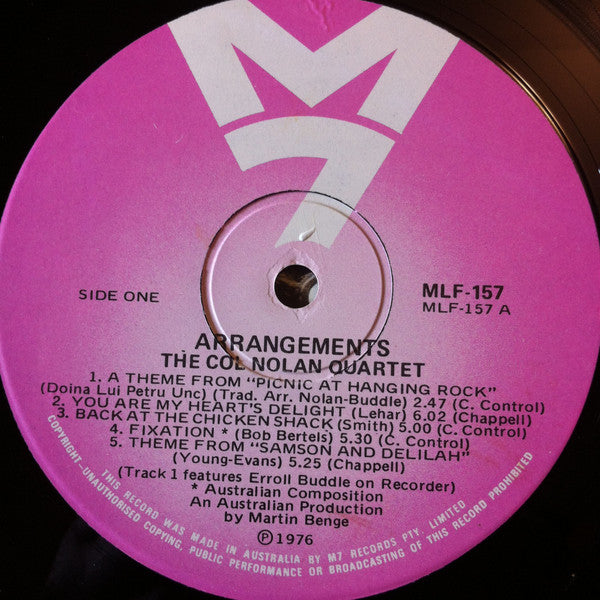 M7
SIDE ONE
MLF-157
MLF-157 A
ARRANGEMENTS
THE COL NOLAN QUARTET
1. A THEME FROM "PICNIC AT HANGING ROCK"
(Doina Lui Petru Unc) (Trad. Arr. Nolan-Buddle) 2.47 (C. Control)
2. YOU ARE MY HEART'S DELIGHT (Lehar) 6.02 (Chappell)
3. BACK AT THE CHICKEN SHACK (Smith) 5.00 (C. Control)
4. FIXATION * (Bob Bertels) 5.30 (C. Control)
5. THEME FROM "SAMSON AND DELILAH"
(Young-Evans) 5.25 (Chappell)
(Track 1 features Erroll Buddle on Recorder)
* Australian Composition
An Australian Production
by Martin Benge
℗ 1976
THIS RECORD WAS MADE IN AUSTRALIA BY M7 RECORDS PTY. LIMITED
COPYRIGHT-UNAUTHORISED COPYING, PUBLIC PERFORMANCE OR BROADCASTING OF THIS RECORD PROHIBITED